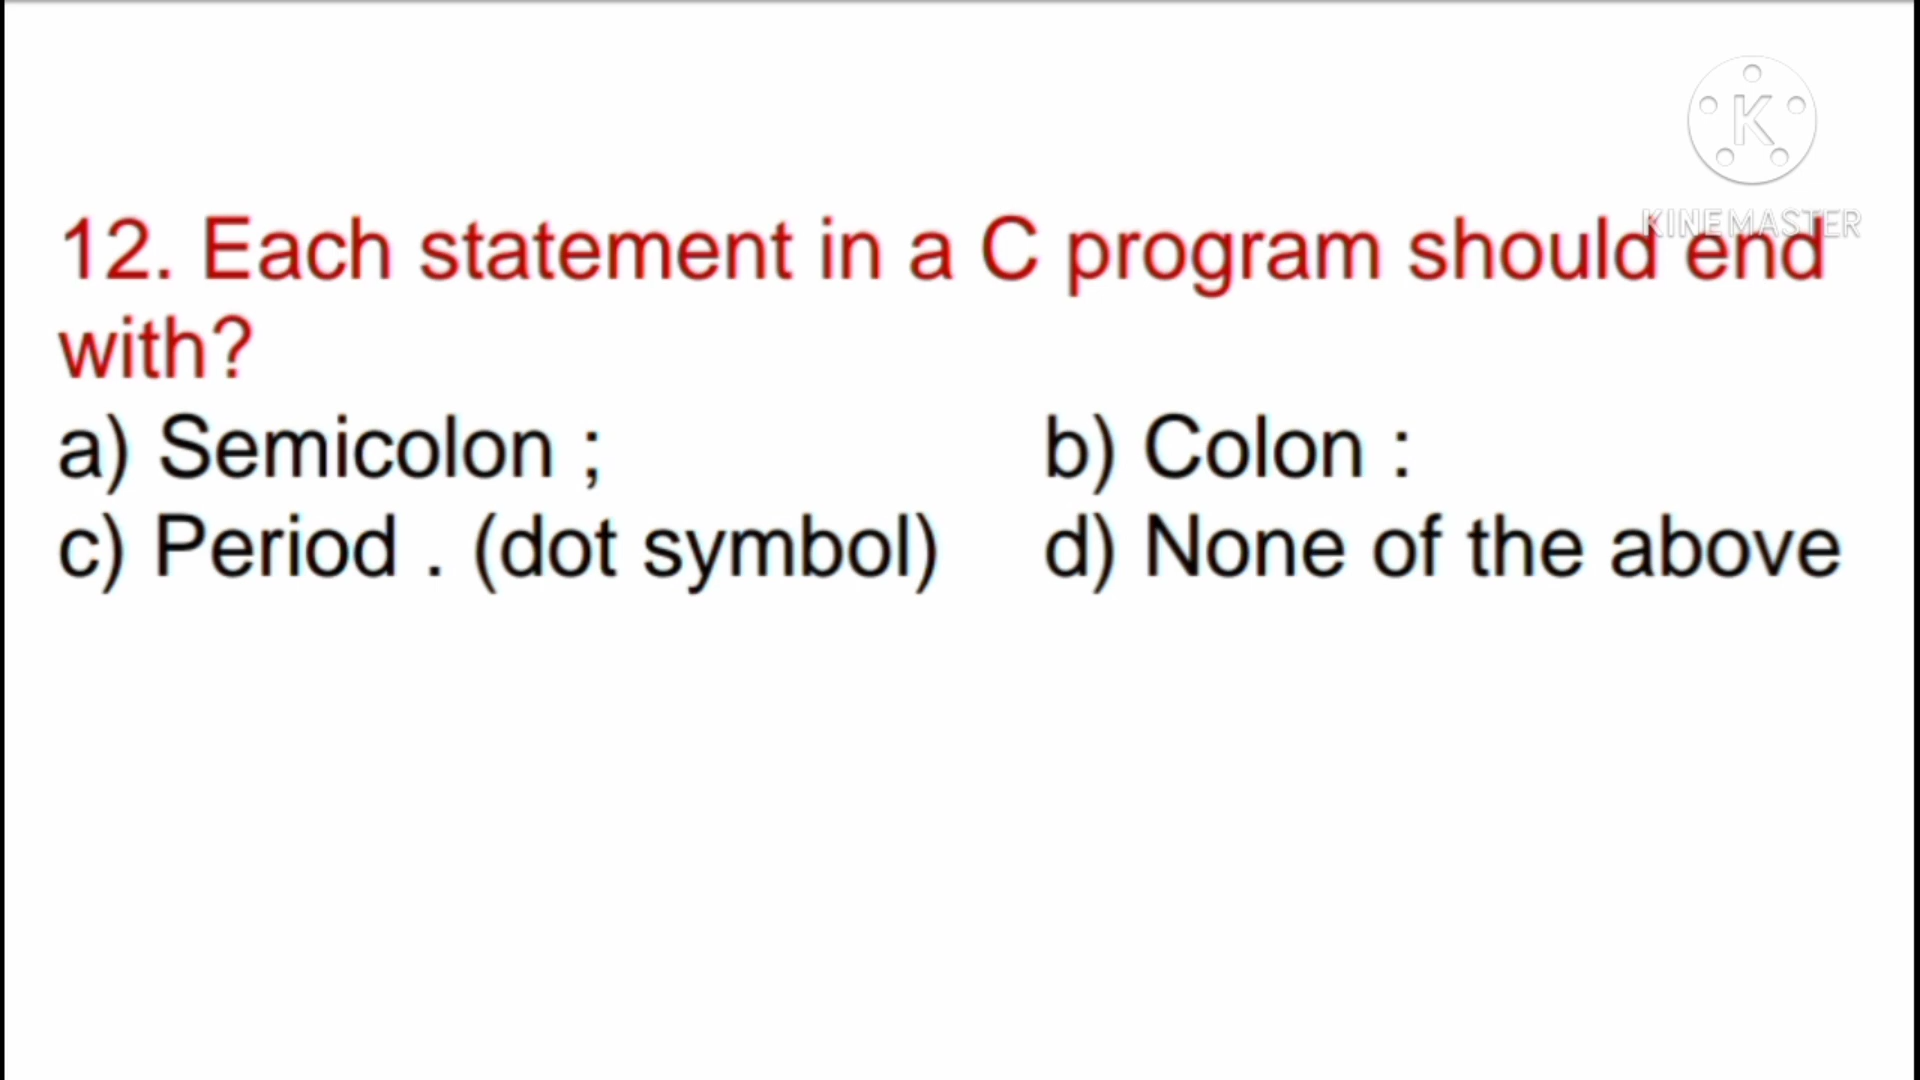 K
KINEMASTER
12. Each statement in a C program should end
with?
a) Semicolon ; b) Colon :
c) Period . (dot symbol) d) None of the above